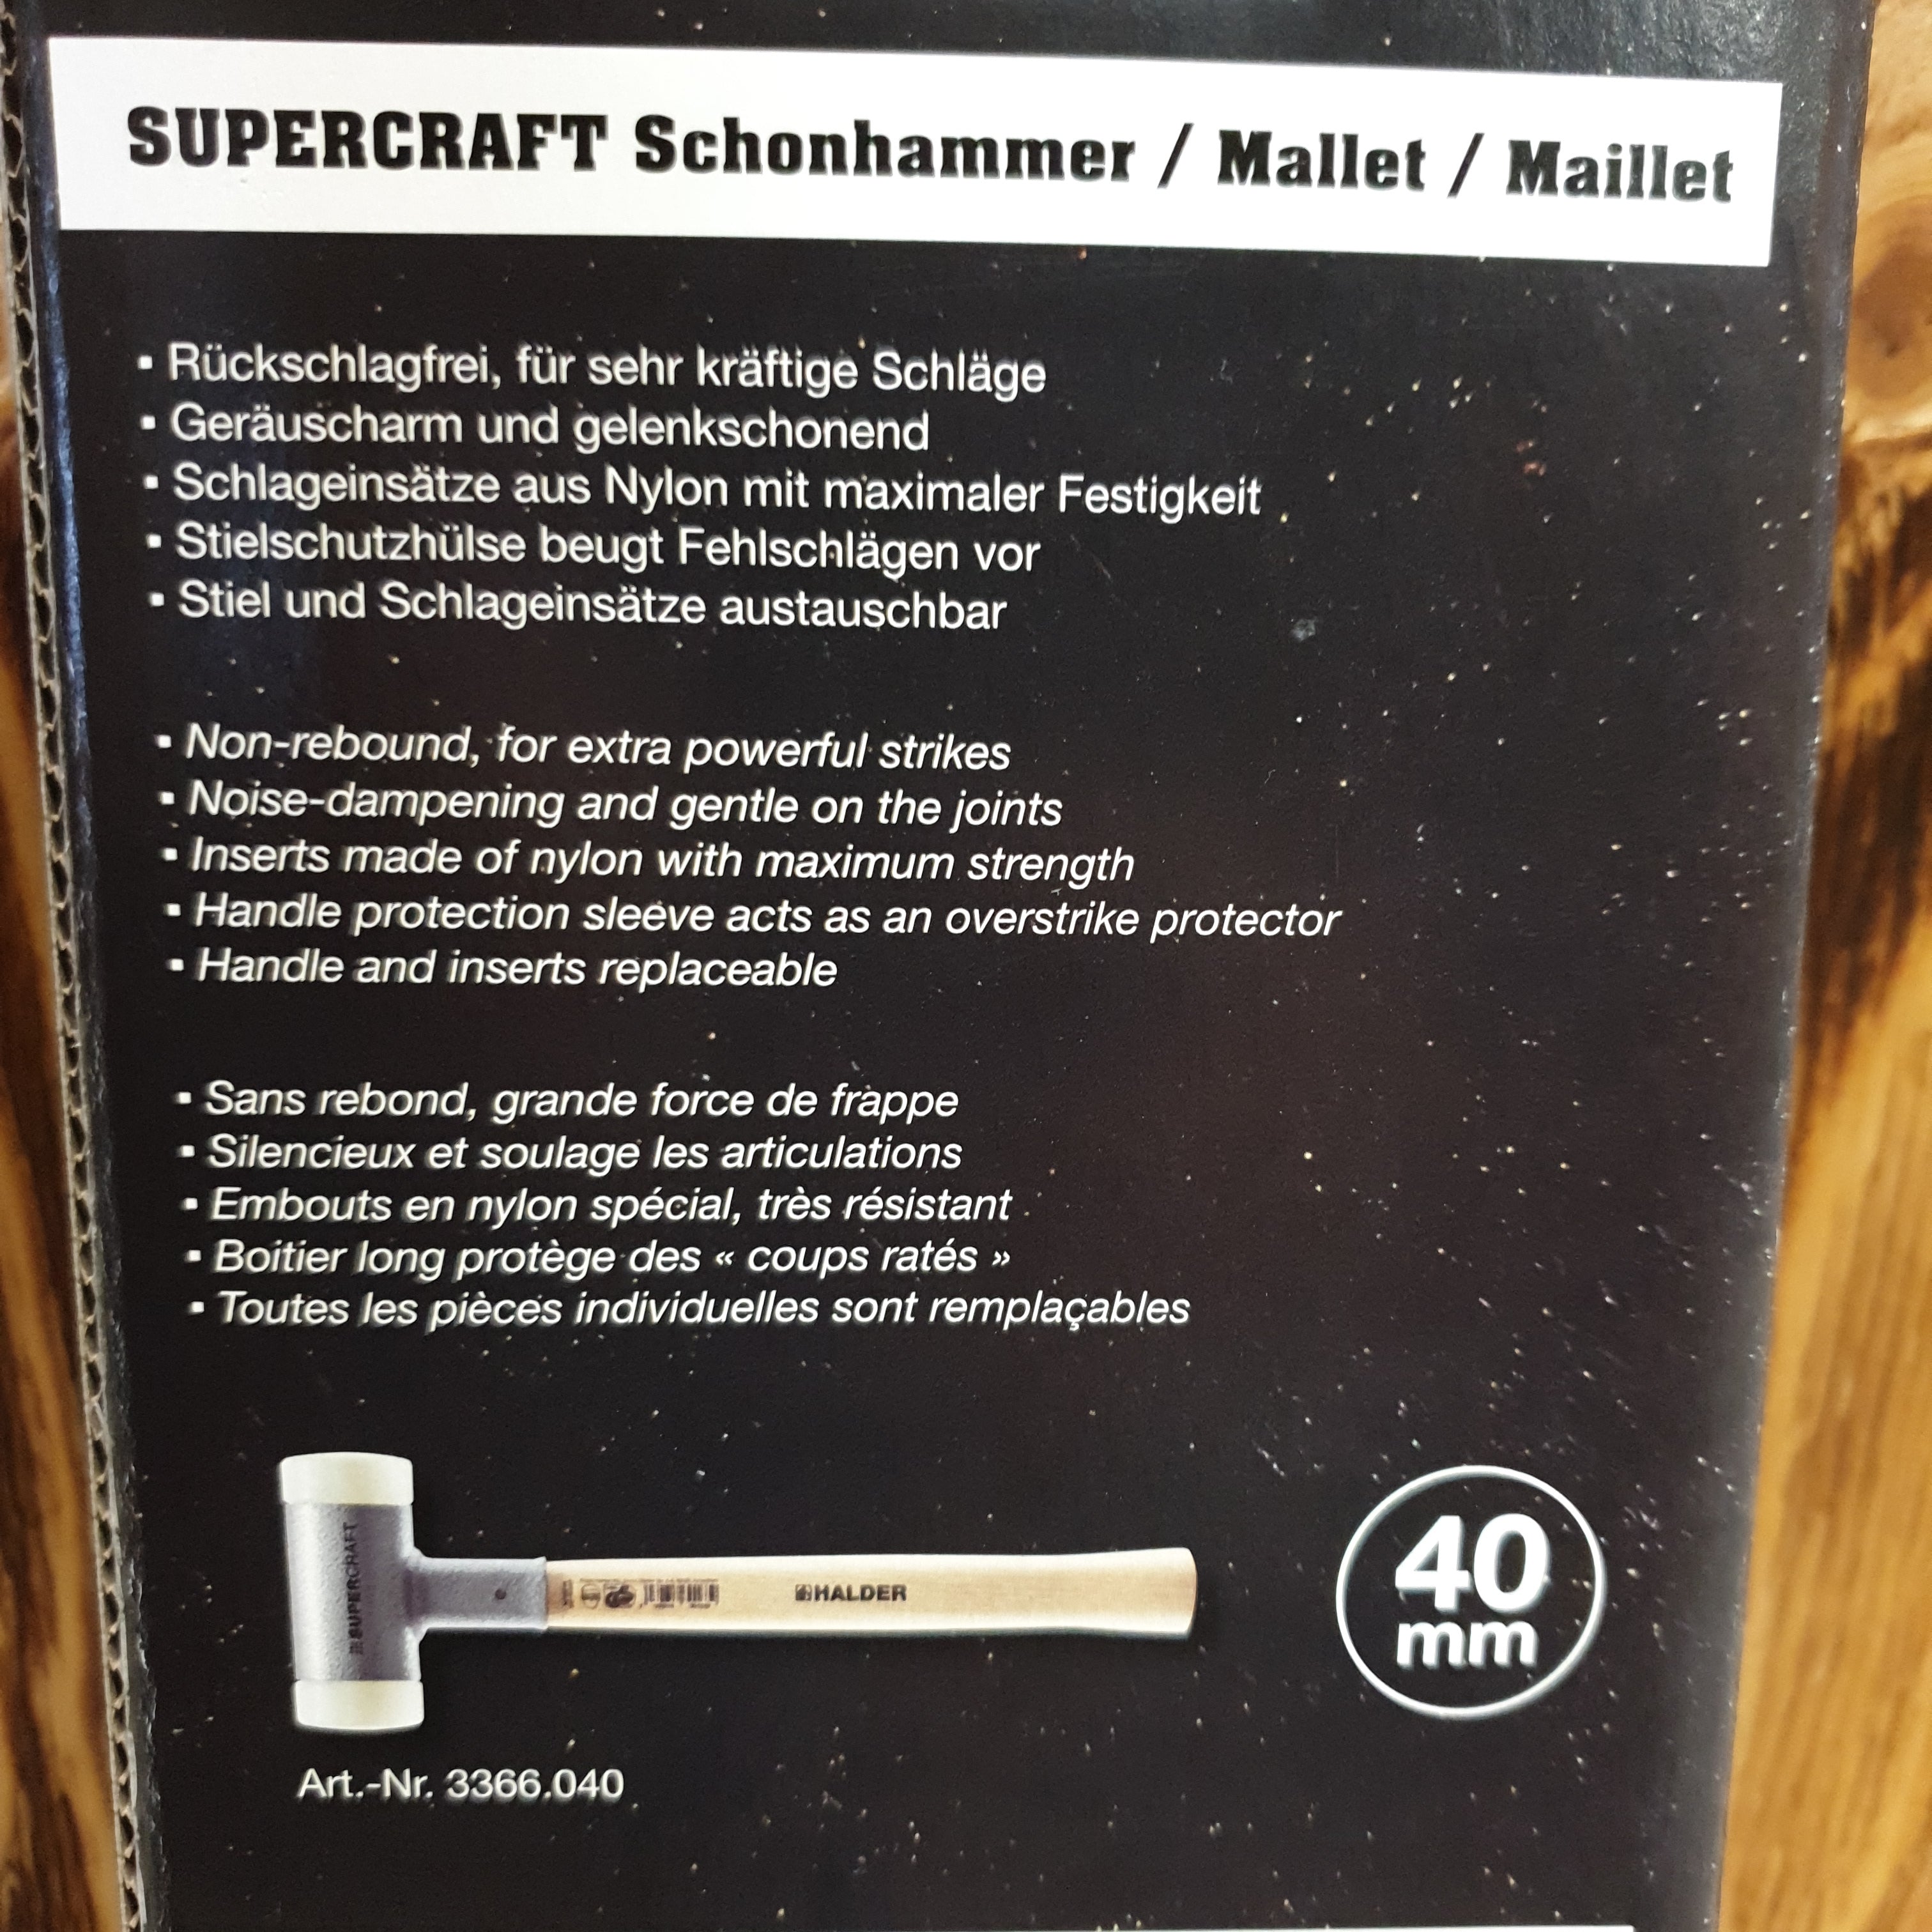 SUPERCRAFT Schonhammer / Mallet / Maillet
▪ Rückschlagfrei, für sehr kräftige Schläge
▪ Geräuscharm und gelenkschonend
▪ Schlageinsätze aus Nylon mit maximaler Festigkeit
▪ Stielschutzhülse beugt Fehlschlägen vor
▪ Stiel und Schlageinsätze austauschbar
▪ Non-rebound, for extra powerful strikes
▪ Noise-dampening and gentle on the joints
▪ Inserts made of nylon with maximum strength
▪ Handle protection sleeve acts as an overstrike protector
▪ Handle and inserts replaceable
▪ Sans rebond, grande force de frappe
▪ Silencieux et soulage les articulations
▪ Embouts en nylon spécial, très résistant
▪ Boitier long protège des « coups ratés »
▪ Toutes les pièces individuelles sont remplaçables
SUPERCRAFT
HALDER
40
mm
Art.-Nr. 3366.040